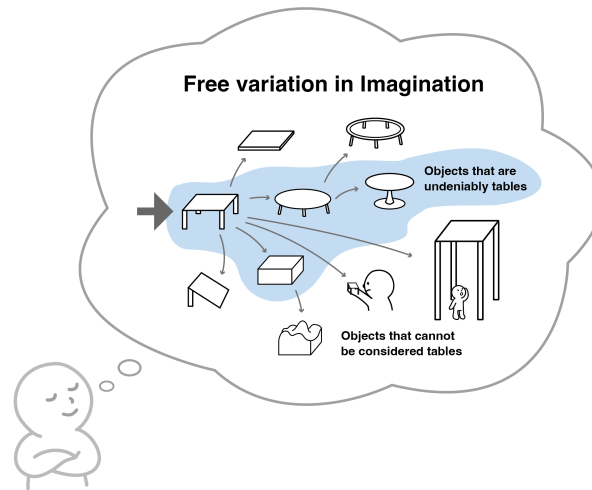 Free variation in Imagination
Objects that are
undeniably tables
Objects that cannot
be considered tables